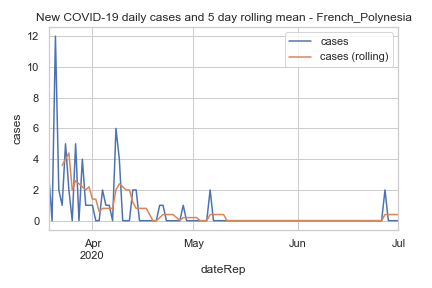 New COVID-19 daily cases and 5 day rolling mean - French_Polynesia
cases
cases (rolling)
12
10
8
6
4
2
0
cases
Apr
2020
May
Jun
Jul
dateRep